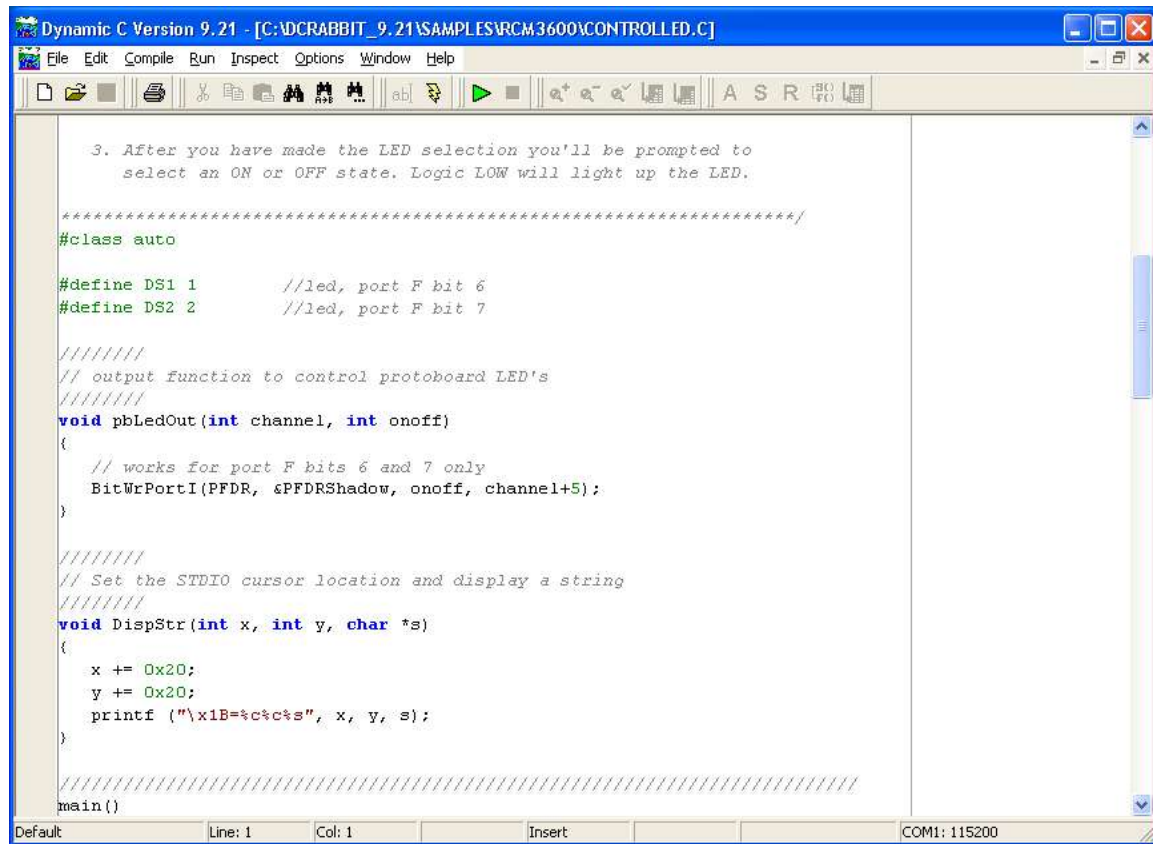 Dynamic C Version 9.21 - [C:\DCRABBIT_9.21\SAMPLES\RCM3600\CONTROLLED.C]
File Edit Compile Run Inspect Options Window Help
A→B ab| A S R
3. After you have made the LED selection you'll be prompted to
select an ON or OFF state. Logic LOW will light up the LED.
*********************************************************************/
#class auto
#define DS1 1 //led, port F bit 6
#define DS2 2 //led, port F bit 7
////////
// output function to control protoboard LED's
////////
void pbLedOut(int channel, int onoff)
{
// works for port F bits 6 and 7 only
BitWrPortI(PFDR, &PFDRShadow, onoff, channel+5);
}
////////
// Set the STDIO cursor location and display a string
////////
void DispStr(int x, int y, char *s)
{
x += 0x20;
y += 0x20;
printf ("\x1B=%c%c%s", x, y, s);
}
///////////////////////////////////////////////////////////////////////////
main()
Default Line: 1 Col: 1 Insert COM1: 115200